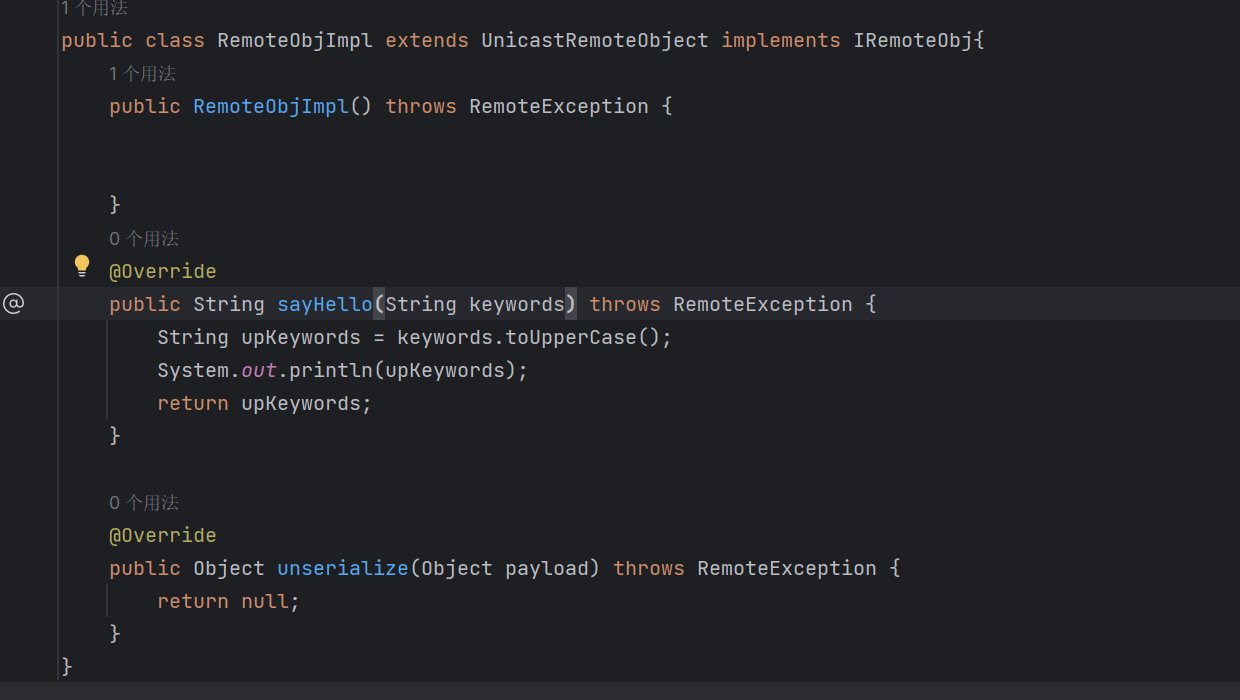 1 个用法
public class RemoteObjImpl extends UnicastRemoteObject implements IRemoteObj{
1 个用法
public RemoteObjImpl() throws RemoteException {
}
0 个用法
@Override
public String sayHello(String keywords) throws RemoteException {
String upKeywords = keywords.toUpperCase();
System.out.println(upKeywords);
return upKeywords;
}
0 个用法
@Override
public Object unserialize(Object payload) throws RemoteException {
return null;
}
}